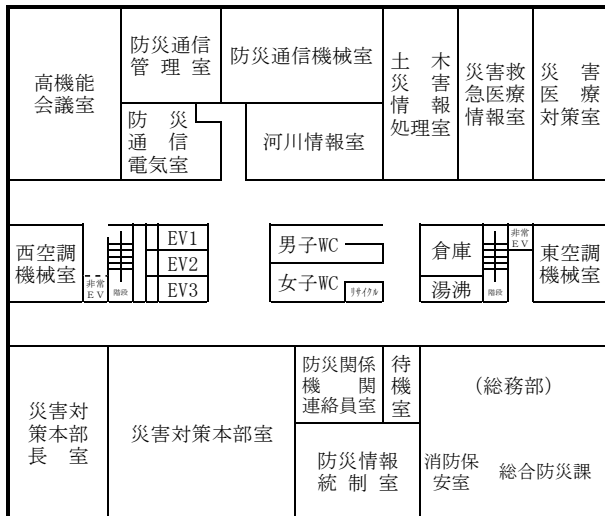 高機能
会議室
防災通信
管理室
防災通信機械室
土木
災害
情報
処理室
災害救
急医療
情報室
災害
医療
対策室
防災
通信
電気室
河川情報室
西空調
機械室
非常
EV
階段
EV1
EV2
EV3
男子WC
女子WC
リサイクル
倉庫
湯沸
階段
非常
EV
東空調
機械室
災害対
策本部
長室
災害対策本部室
防災関係
機関
連絡員室
待
機
室
防災情報
統制室
(総務部)
消防保
安室
総合防災課